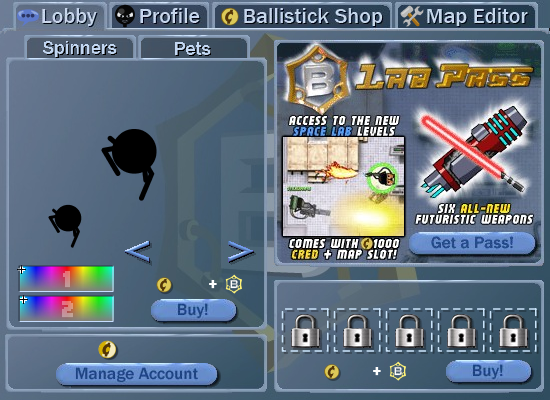 Lobby
Profile
Ballistick Shop
Map Editor
Spinners
Pets
B LAB PASS
ACCESS TO THE NEW
SPACE LAB LEVELS
COMES WITH 1000
CRED + MAP SLOT!
SIX ALL-NEW
FUTURISTIC WEAPONS
Get a Pass!
1
2
+ B
Buy!
Manage Account
+ B
Buy!